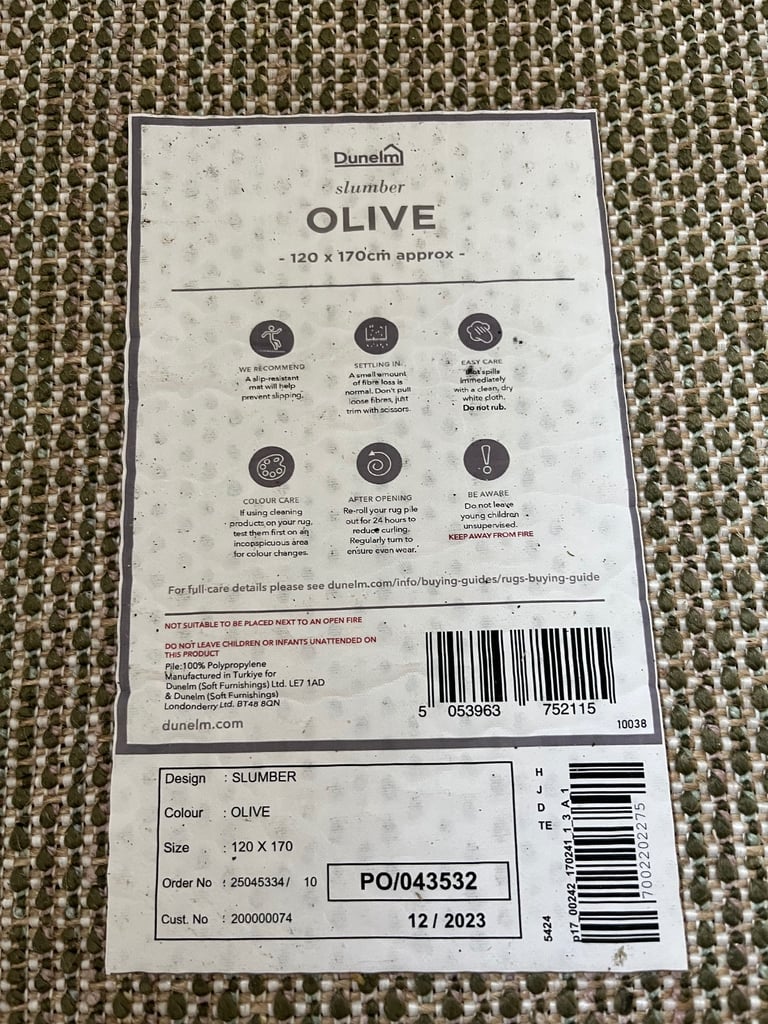 Dunelm
slumber
OLIVE
- 120 x 170cm approx -
WE RECOMMEND
A slip-resistant
mat will help
prevent slipping.
SETTLING IN
A small amount
of fibre loss is
normal. Don't pull
loose fibres, just
trim with scissors.
EASY CARE
Blot spills
immediately
with a clean, dry
white cloth.
Do not rub.
COLOUR CARE
If using cleaning
products on your rug,
test them first on an
incospicuous area
for colour changes.
AFTER OPENING
Re-roll your rug pile
out for 24 hours to
reduce curling.
Regularly turn to
ensure even wear.
BE AWARE
Do not leave
young children
unsupervised.
KEEP AWAY FROM FIRE
For full care details please see dunelm.com/info/buying-guides/rugs-buying-guide
NOT SUITABLE TO BE PLACED NEXT TO AN OPEN FIRE
DO NOT LEAVE CHILDREN OR INFANTS UNATTENDED ON
THIS PRODUCT
Pile:100% Polypropylene
Manufactured in Turkiye for
Dunelm (Soft Furnishings) Ltd. LE7 1AD
& Dunelm (Soft Furnishings)
Londonderry Ltd. BT48 8QN
dunelm.com
5 053963 752115
10038
Design : SLUMBER
Colour : OLIVE
Size : 120 X 170
Order No : 25045334/ 10
PO/043532
Cust. No : 200000074
12 / 2023
H
J
D
TE
5424
p17_00242_170241_1_3_A_1
7002202275